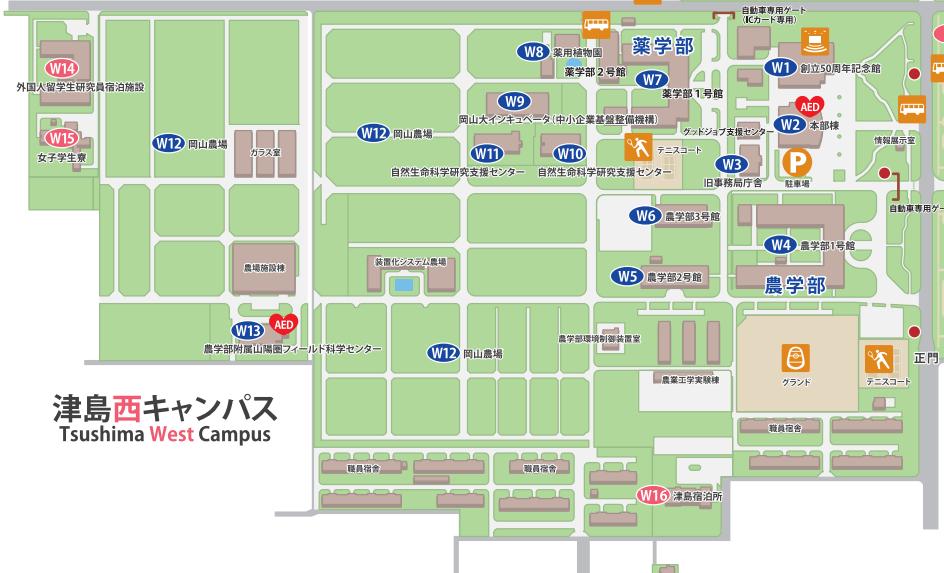 自動車専用ゲート
(ICカード専用)
W14
外国人留学生研究員宿泊施設
W15
女子学生寮
W12 岡山農場
ガラス室
W12 岡山農場
W8 薬用植物園
薬学部
薬学部2号館
W7
薬学部1号館
W9
岡山大インキュベータ(中小企業基盤整備機構)
W11
自然生命科学研究支援センター
W10
自然生命科学研究支援センター
テニスコート
W1 創立50周年記念館
AED
グッドジョブ支援センター
W2 本部棟
W3
旧事務局庁舎
P
駐車場
情報展示室
自動車専用ゲー
W6 農学部3号館
W4 農学部1号館
W5 農学部2号館
農学部
装置化システム農場
農場施設棟
W13
AED
農学部附属山陽圏フィールド科学センター
W12 岡山農場
農学部環境制御装置室
農業工学実験棟
グランド
テニスコート
正門
津島西キャンパス
Tsushima West Campus
職員宿舎
職員宿舎
職員宿舎
W16 津島宿泊所